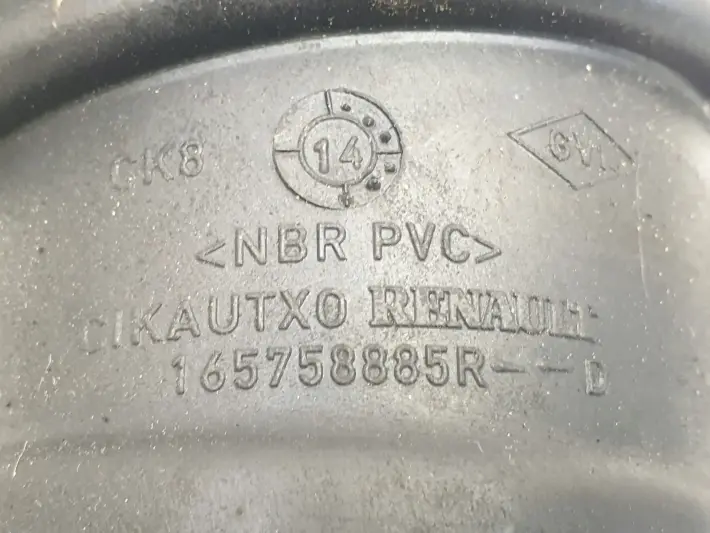 CK8
14
<NBR PVC>
CIKAUTXO RENAULT
165758885R--D